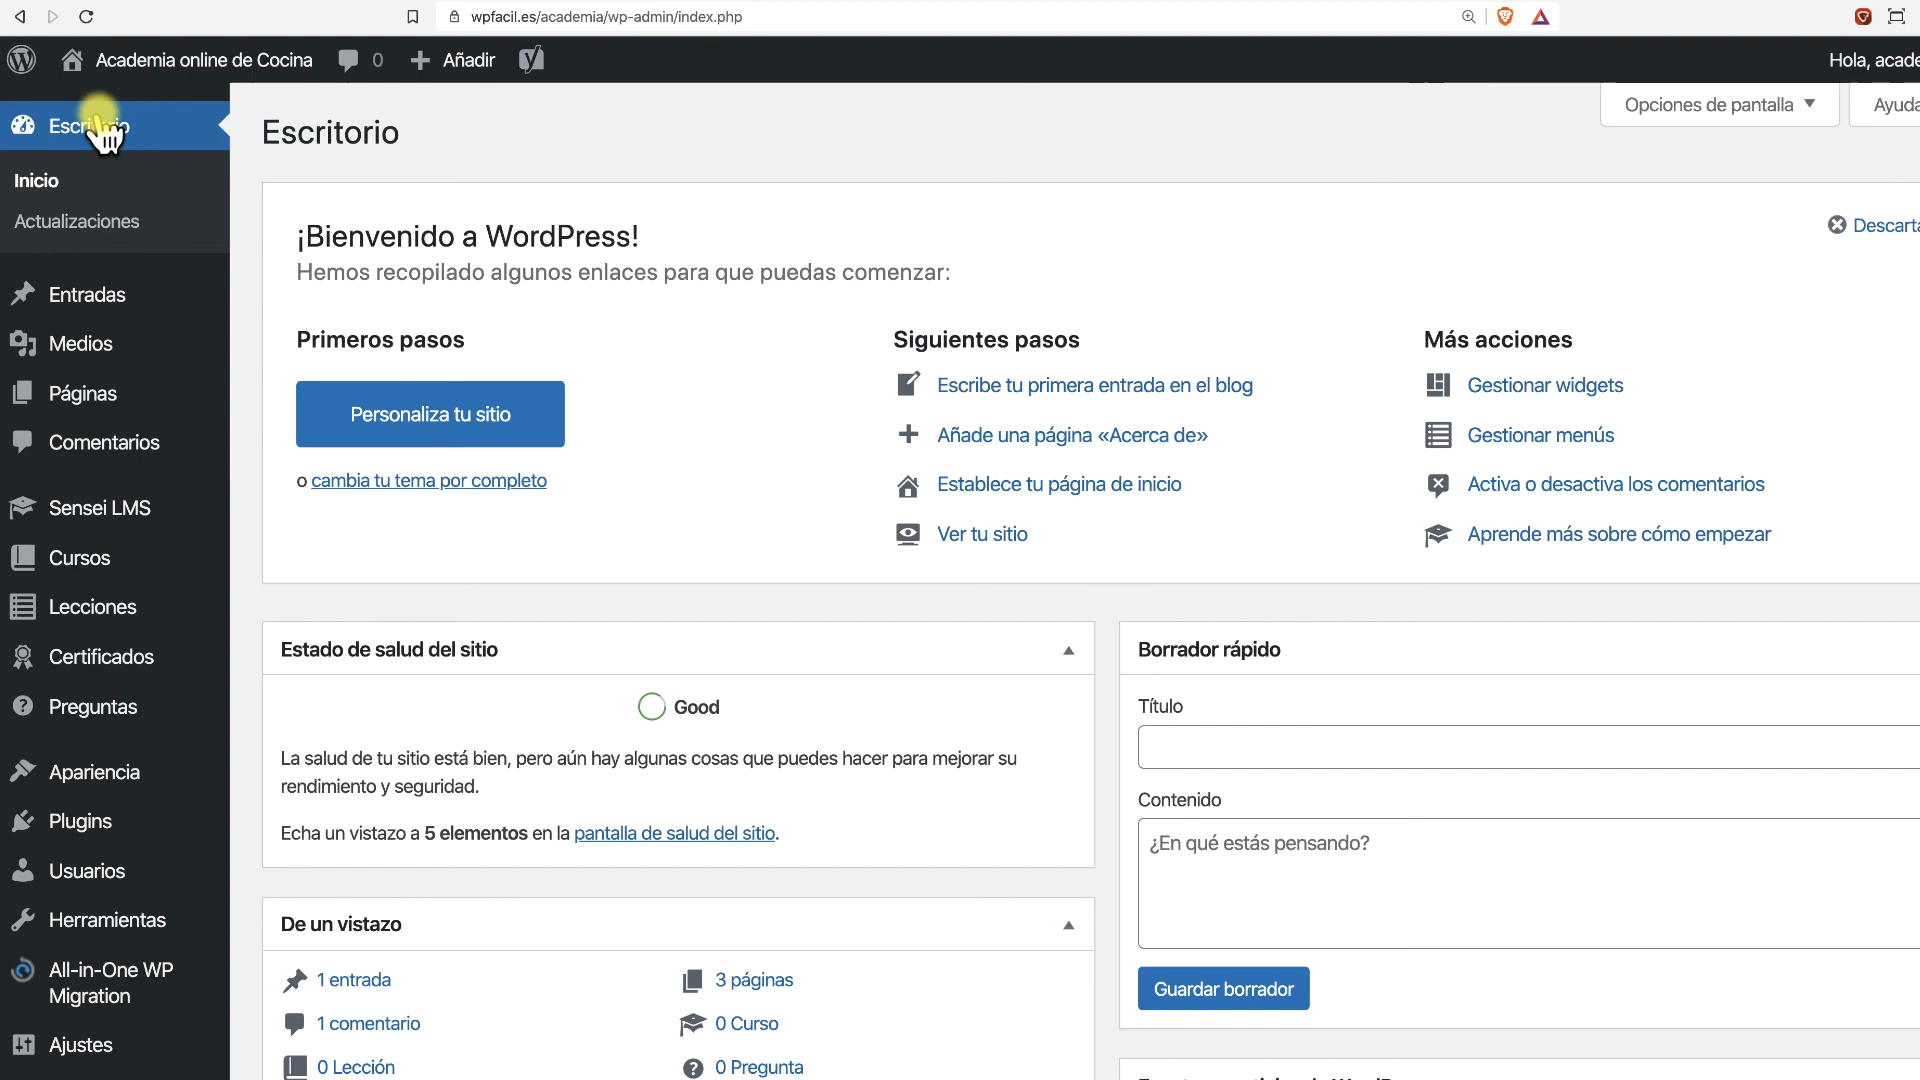 wpfacil.es/academia/wp-admin/index.php
Academia online de Cocina
0
Añadir
Hola, acade
Escritorio
Inicio
Actualizaciones
Entradas
Medios
Páginas
Comentarios
Sensei LMS
Cursos
Lecciones
Certificados
Preguntas
Apariencia
Plugins
Usuarios
Herramientas
All-in-One WP
Migration
Ajustes
Escritorio
Opciones de pantalla
Ayuda
¡Bienvenido a WordPress!
Hemos recopilado algunos enlaces para que puedas comenzar:
Descarta
Primeros pasos
Personaliza tu sitio
o cambia tu tema por completo
Siguientes pasos
Escribe tu primera entrada en el blog
Añade una página «Acerca de»
Establece tu página de inicio
Ver tu sitio
Más acciones
Gestionar widgets
Gestionar menús
Activa o desactiva los comentarios
Aprende más sobre cómo empezar
Estado de salud del sitio
Good
La salud de tu sitio está bien, pero aún hay algunas cosas que puedes hacer para mejorar su
rendimiento y seguridad.
Echa un vistazo a 5 elementos en la pantalla de salud del sitio.
De un vistazo
1 entrada
3 páginas
1 comentario
0 Curso
0 Lección
0 Pregunta
Borrador rápido
Título
Contenido
¿En qué estás pensando?
Guardar borrador